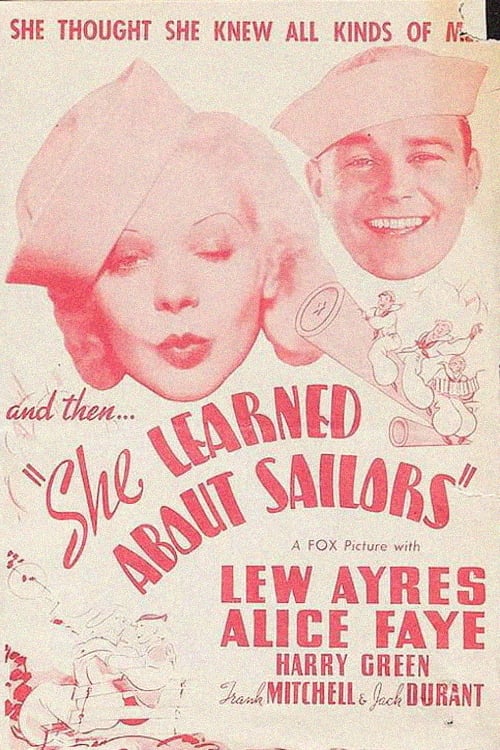 SHE THOUGHT SHE KNEW ALL KINDS OF
and then...
"She LEARNED
ABOUT SAILORS"
A FOX Picture with
LEW AYRES
ALICE FAYE
HARRY GREEN
Frank MITCHELL & Jack DURANT